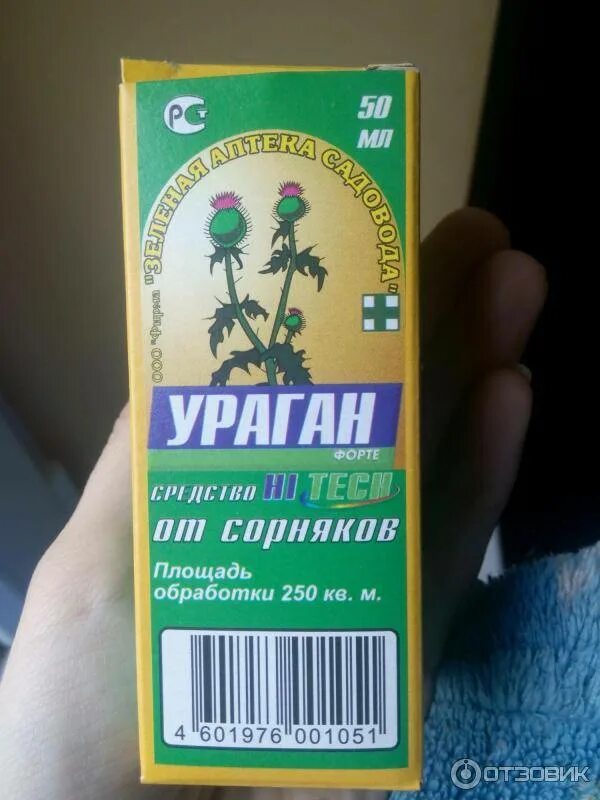 РСТ
50
МЛ
ООО "Фирма
"ЗЕЛЕНАЯ АПТЕКА САДОВОДА"
УРАГАН
ФОРТЕ
СРЕДСТВО HI TECH
от сорняков
Площадь
обработки 250 кв. м.
4 601976 001051
ОТЗОВИК